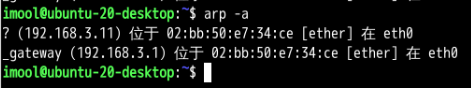 imool@ubuntu-20-desktop:~$ arp -a
? (192.168.3.11) 位于 02:bb:50:e7:34:ce [ether] 在 eth0
_gateway (192.168.3.1) 位于 02:bb:50:e7:34:ce [ether] 在 eth0
imool@ubuntu-20-desktop:~$